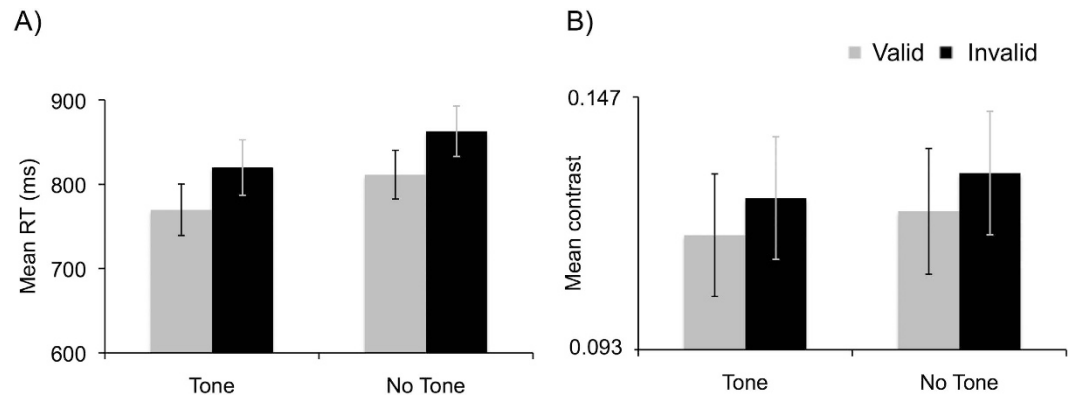 A)
Mean RT (ms)
900
800
700
600
Tone
No Tone
B)
Valid
Invalid
Mean contrast
0.147
0.093
Tone
No Tone